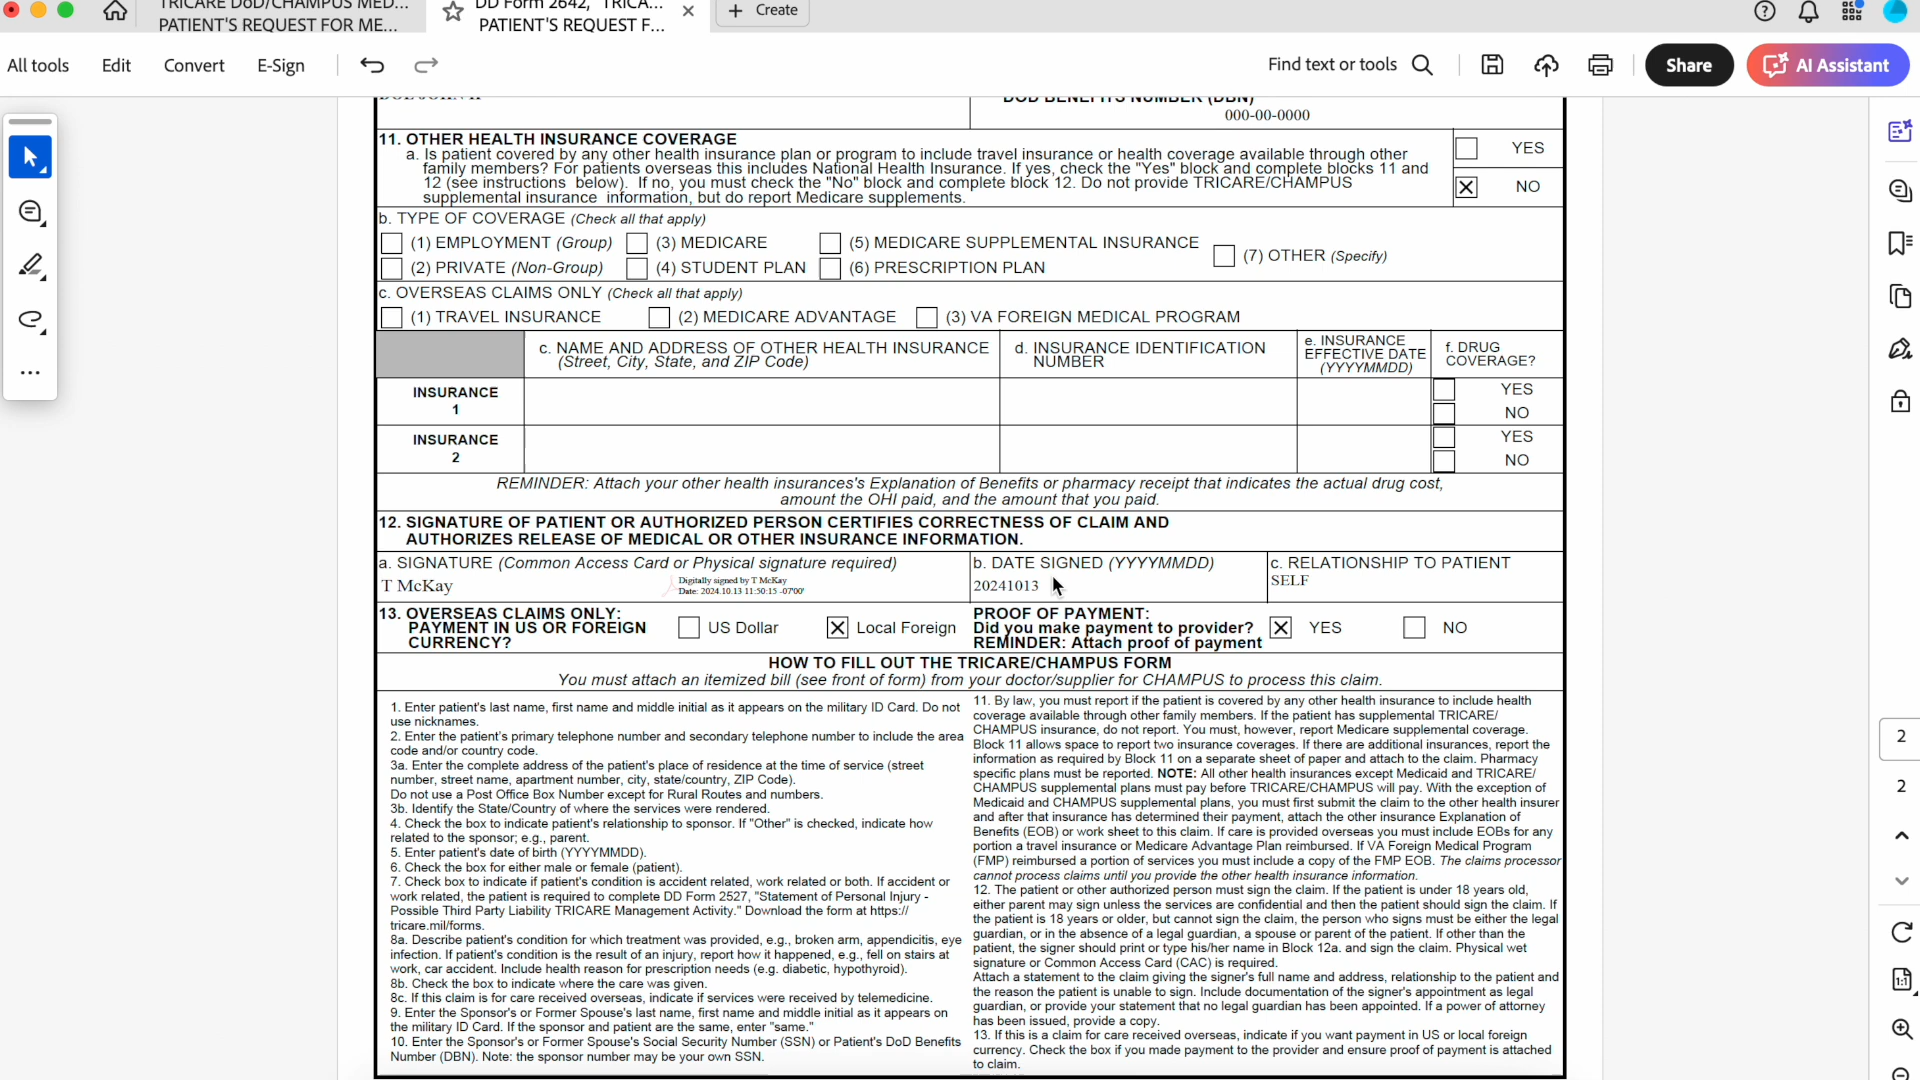 TRICARE DoD/CHAMPUS MED...
PATIENT'S REQUEST FOR ME...
DD Form 2642, "TRICA...
PATIENT'S REQUEST F...
Create
All tools
Edit
Convert
E-Sign
Find text or tools
Share
AI Assistant
DOD BENEFITS NUMBER (DBN)
000-00-0000
11. OTHER HEALTH INSURANCE COVERAGE
a. Is patient covered by any other health insurance plan or program to include travel insurance or health coverage available through other
family members? For patients overseas this includes National Health Insurance. If yes, check the "Yes" block and complete blocks 11 and
12 (see instructions below). If no, you must check the "No" block and complete block 12. Do not provide TRICARE/CHAMPUS
supplemental insurance information, but do report Medicare supplements.
YES
NO
b. TYPE OF COVERAGE (Check all that apply)
(1) EMPLOYMENT (Group)
(3) MEDICARE
(5) MEDICARE SUPPLEMENTAL INSURANCE
(7) OTHER (Specify)
(2) PRIVATE (Non-Group)
(4) STUDENT PLAN
(6) PRESCRIPTION PLAN
c. OVERSEAS CLAIMS ONLY (Check all that apply)
(1) TRAVEL INSURANCE
(2) MEDICARE ADVANTAGE
(3) VA FOREIGN MEDICAL PROGRAM
c. NAME AND ADDRESS OF OTHER HEALTH INSURANCE
(Street, City, State, and ZIP Code)
d. INSURANCE IDENTIFICATION
NUMBER
e. INSURANCE
EFFECTIVE DATE
(YYYYMMDD)
f. DRUG
COVERAGE?
INSURANCE
1
YES
NO
INSURANCE
2
YES
NO
REMINDER: Attach your other health insurances's Explanation of Benefits or pharmacy receipt that indicates the actual drug cost,
amount the OHI paid, and the amount that you paid.
12. SIGNATURE OF PATIENT OR AUTHORIZED PERSON CERTIFIES CORRECTNESS OF CLAIM AND
AUTHORIZES RELEASE OF MEDICAL OR OTHER INSURANCE INFORMATION.
a. SIGNATURE (Common Access Card or Physical signature required)
T McKay
Digitally signed by T McKay
Date: 2024.10.13 11:50:15 -07'00'
b. DATE SIGNED (YYYYMMDD)
20241013
c. RELATIONSHIP TO PATIENT
SELF
13. OVERSEAS CLAIMS ONLY:
PAYMENT IN US OR FOREIGN
CURRENCY?
US Dollar
Local Foreign
PROOF OF PAYMENT:
Did you make payment to provider?
REMINDER: Attach proof of payment
YES
NO
HOW TO FILL OUT THE TRICARE/CHAMPUS FORM
You must attach an itemized bill (see front of form) from your doctor/supplier for CHAMPUS to process this claim.
1. Enter patient's last name, first name and middle initial as it appears on the military ID Card. Do not
use nicknames.
2. Enter the patient's primary telephone number and secondary telephone number to include the area
code and/or country code.
3a. Enter the complete address of the patient's place of residence at the time of service (street
number, street name, apartment number, city, state/country, ZIP Code).
Do not use a Post Office Box Number except for Rural Routes and numbers.
3b. Identify the State/Country of where the services were rendered.
4. Check the box to indicate patient's relationship to sponsor. If "Other" is checked, indicate how
related to the sponsor; e.g., parent.
5. Enter patient's date of birth (YYYYMMDD).
6. Check the box for either male or female (patient).
7. Check box to indicate if patient's condition is accident related, work related or both. If accident or
work related, the patient is required to complete DD Form 2527, "Statement of Personal Injury -
Possible Third Party Liability TRICARE Management Activity." Download the form at https://
tricare.mil/forms.
8a. Describe patient's condition for which treatment was provided, e.g., broken arm, appendicitis, eye
infection. If patient's condition is the result of an injury, report how it happened, e.g., fell on stairs at
work, car accident. Include health reason for prescription needs (e.g. diabetic, hypothyroid).
8b. Check the box to indicate where the care was given.
8c. If this claim is for care received overseas, indicate if services were received by telemedicine.
9. Enter the Sponsor's or Former Spouse's last name, first name and middle initial as it appears on
the military ID Card. If the sponsor and patient are the same, enter "same."
10. Enter the Sponsor's or Former Spouse's Social Security Number (SSN) or Patient's DoD Benefits
Number (DBN). Note: the sponsor number may be your own SSN.
11. By law, you must report if the patient is covered by any other health insurance to include health
coverage available through other family members. If the patient has supplemental TRICARE/
CHAMPUS insurance, do not report. You must, however, report Medicare supplemental coverage.
Block 11 allows space to report two insurance coverages. If there are additional insurances, report the
information as required by Block 11 on a separate sheet of paper and attach to the claim. Pharmacy
specific plans must be reported. NOTE: All other health insurances except Medicaid and TRICARE/
CHAMPUS supplemental plans must pay before TRICARE/CHAMPUS will pay. With the exception of
Medicaid and CHAMPUS supplemental plans, you must first submit the claim to the other health insurer
and after that insurance has determined their payment, attach the other insurance Explanation of
Benefits (EOB) or work sheet to this claim. If care is provided overseas you must include EOBs for any
portion a travel insurance or Medicare Advantage Plan reimbursed. If VA Foreign Medical Program
(FMP) reimbursed a portion of services you must include a copy of the FMP EOB. The claims processor
cannot process claims until you provide the other health insurance information.
12. The patient or other authorized person must sign the claim. If the patient is under 18 years old,
either parent may sign unless the services are confidential and then the patient should sign the claim. If
the patient is 18 years or older, but cannot sign the claim, the person who signs must be either the legal
guardian, or in the absence of a legal guardian, a spouse or parent of the patient. If other than the
patient, the signer should print or type his/her name in Block 12a. and sign the claim. Physical wet
signature or Common Access Card (CAC) is required.
Attach a statement to the claim giving the signer's full name and address, relationship to the patient and
the reason the patient is unable to sign. Include documentation of the signer's appointment as legal
guardian, or provide your statement that no legal guardian has been appointed. If a power of attorney
has been issued, provide a copy.
13. If this is a claim for care received overseas, indicate if you want payment in US or local foreign
currency. Check the box if you made payment to the provider and ensure proof of payment is attached
to claim.
2
2